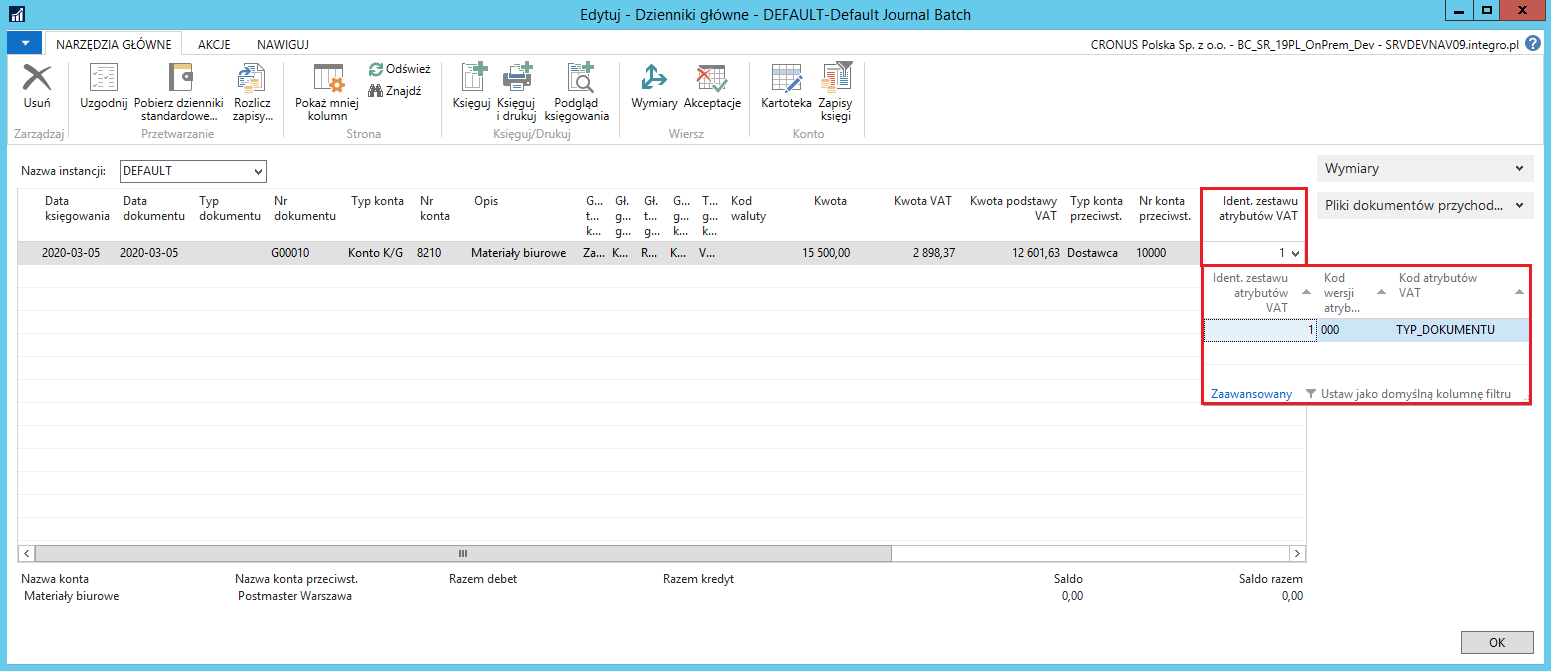 Edytuj - Dzienniki główne - DEFAULT-Default Journal Batch
NARZĘDZIA GŁÓWNE AKCJE NAWIGUJ CRONUS Polska Sp. z o.o. - BC_SR_19PL_OnPrem_Dev - SRVDEVNAV09.integro.pl
Usuń
Zarządzaj
Uzgodnij Pobierz dzienniki standardowe... Rozlicz zapisy...
Przetwarzanie
Pokaż mniej kolumn
Odśwież
Znajdź
Strona
Księguj Księguj i drukuj Podgląd księgowania
Księguj/Drukuj
Wymiary Akceptacje
Wiersz
Kartoteka Zapisy księgi
Konto
Nazwa instancji: DEFAULT
Wymiary
Pliki dokumentów przychod...
Data księgowania Data dokumentu Typ dokumentu Nr dokumentu Typ konta Nr konta Opis G... t... k... Gł. g... g... Gł. t... g... G... g... k... T... g... k... Kod waluty Kwota Kwota VAT Kwota podstawy VAT Typ konta przeciwst. Nr konta przeciwst. Ident. zestawu atrybutów VAT
2020-03-05 2020-03-05 G00010 Konto K/G 8210 Materiały biurowe Za... K... R... K... V... 15 500,00 2 898,37 12 601,63 Dostawca 10000 1
Ident. zestawu atrybutów VAT Kod wersji atryb... Kod atrybutów VAT
1 000 TYP_DOKUMENTU
Zaawansowany Ustaw jako domyślną kolumnę filtru
Nazwa konta Nazwa konta przeciwst. Razem debet Razem kredyt Saldo Saldo razem
Materiały biurowe Postmaster Warszawa 0,00 0,00
OK